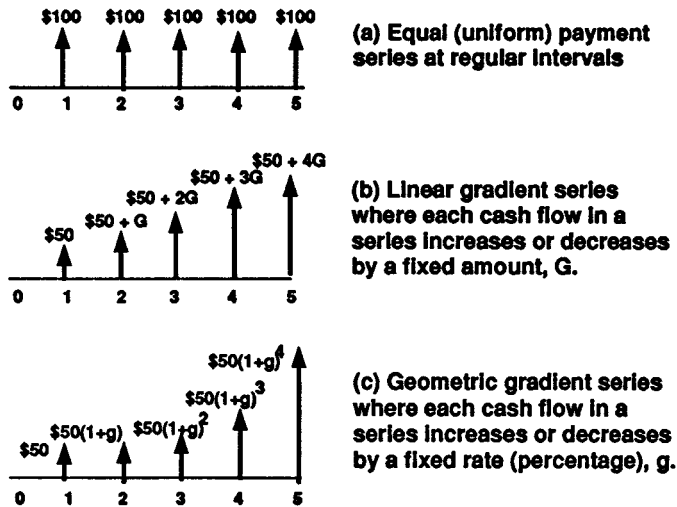 $100 $100 $100 $100 $100
0 1 2 3 4 5
(a) Equal (uniform) payment
series at regular intervals
$50 $50 + G $50 + 2G $50 + 3G $50 + 4G
0 1 2 3 4 5
(b) Linear gradient series
where each cash flow in a
series increases or decreases
by a fixed amount, G.
$50 $50(1+g) $50(1+g)² $50(1+g)³ $50(1+g)⁴
0 1 2 3 4 5
(c) Geometric gradient series
where each cash flow in a
series increases or decreases
by a fixed rate (percentage), g.